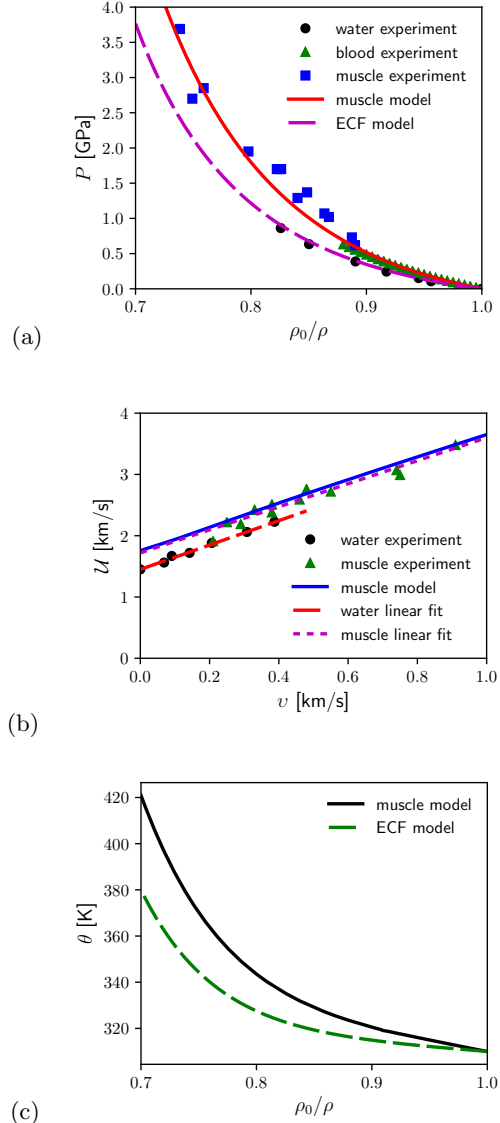 4.0
3.5
3.0
2.5
2.0
1.5
1.0
0.5
0.0
P [GPa]
water experiment
blood experiment
muscle experiment
muscle model
ECF model
0.7 0.8 0.9 1.0
ρ₀/ρ
(a)
4
3
2
1
0
𝒰 [km/s]
water experiment
muscle experiment
muscle model
water linear fit
muscle linear fit
0.0 0.2 0.4 0.6 0.8 1.0
υ [km/s]
(b)
420
400
380
360
340
320
θ [K]
muscle model
ECF model
0.7 0.8 0.9 1.0
ρ₀/ρ
(c)